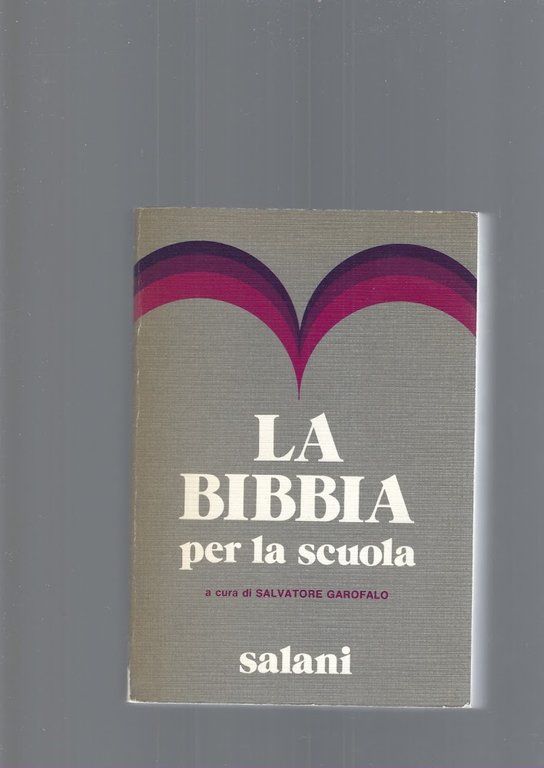 LA
BIBBIA
per la scuola
a cura di SALVATORE GAROFALO
salani